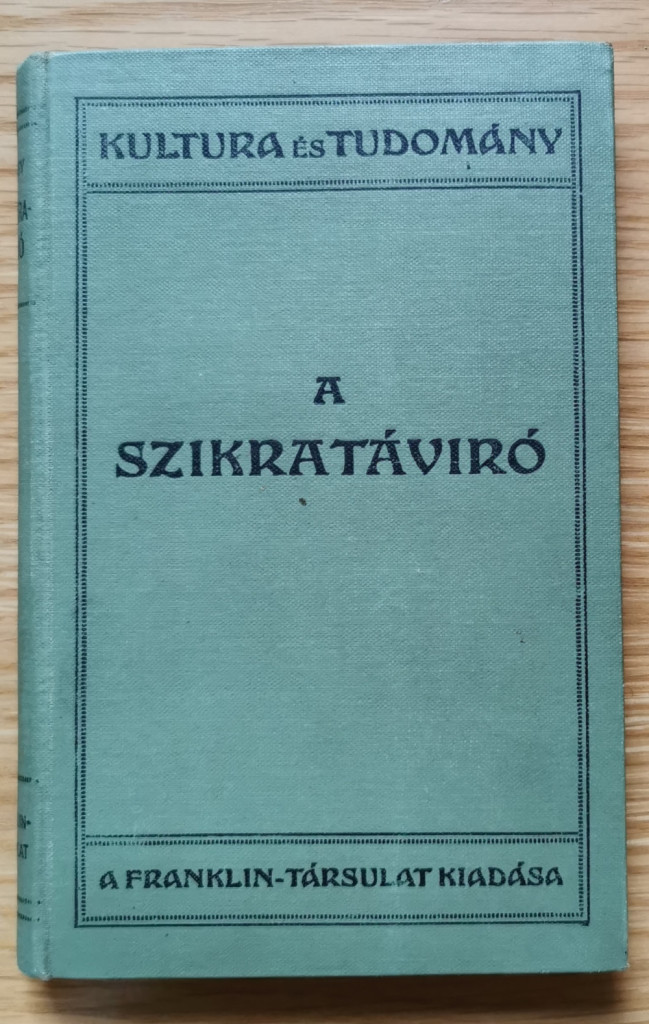 KULTURA ÉS TUDOMÁNY
A
SZIKRATÁVIRÓ
A FRANKLIN-TÁRSULAT KIADÁSA